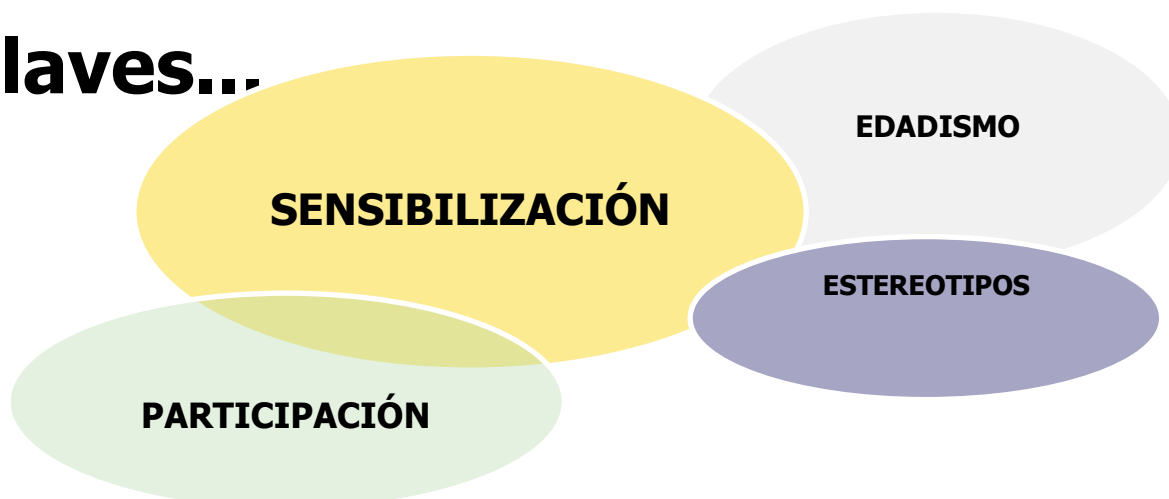 laves...
EDADISMO
SENSIBILIZACIÓN
ESTEREOTIPOS
PARTICIPACIÓN